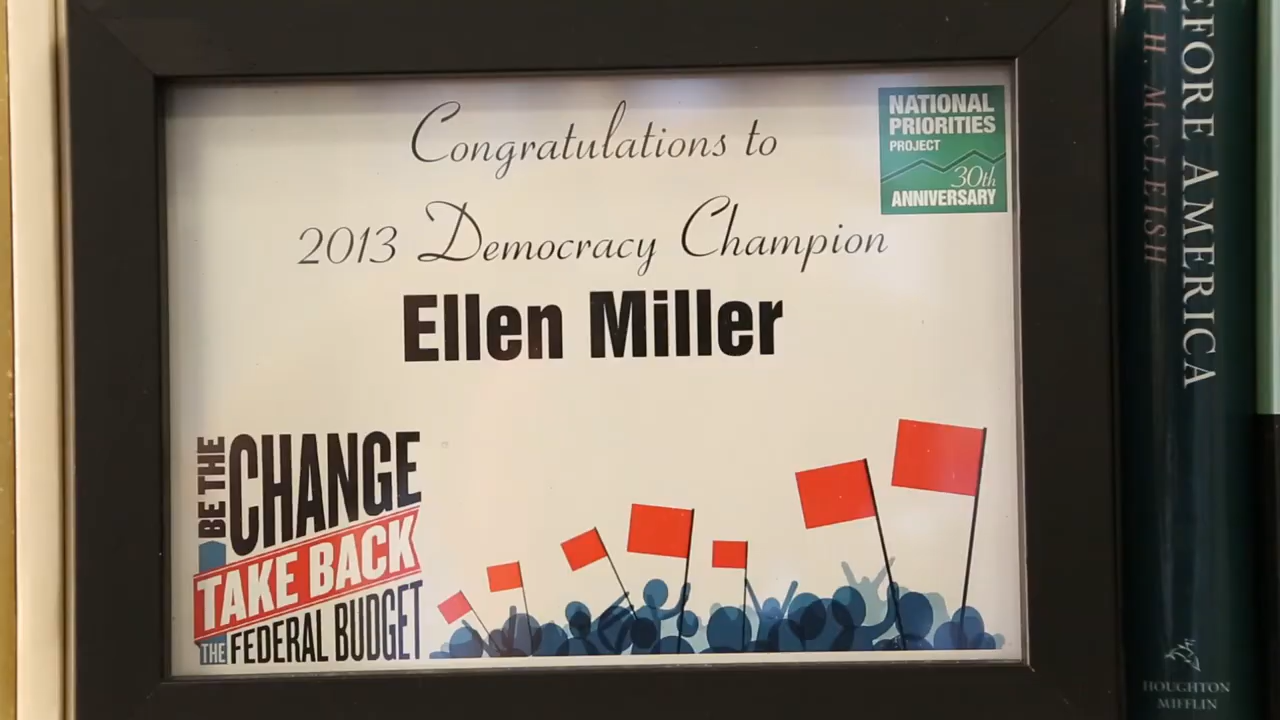 Congratulations to
2013 Democracy Champion
Ellen Miller
NATIONAL
PRIORITIES
PROJECT
30th
ANNIVERSARY
BE THE
CHANGE
TAKE BACK
THE FEDERAL BUDGET
EFORE AMERICA
M H. MACLEISH
HOUGHTON
MIFFLIN